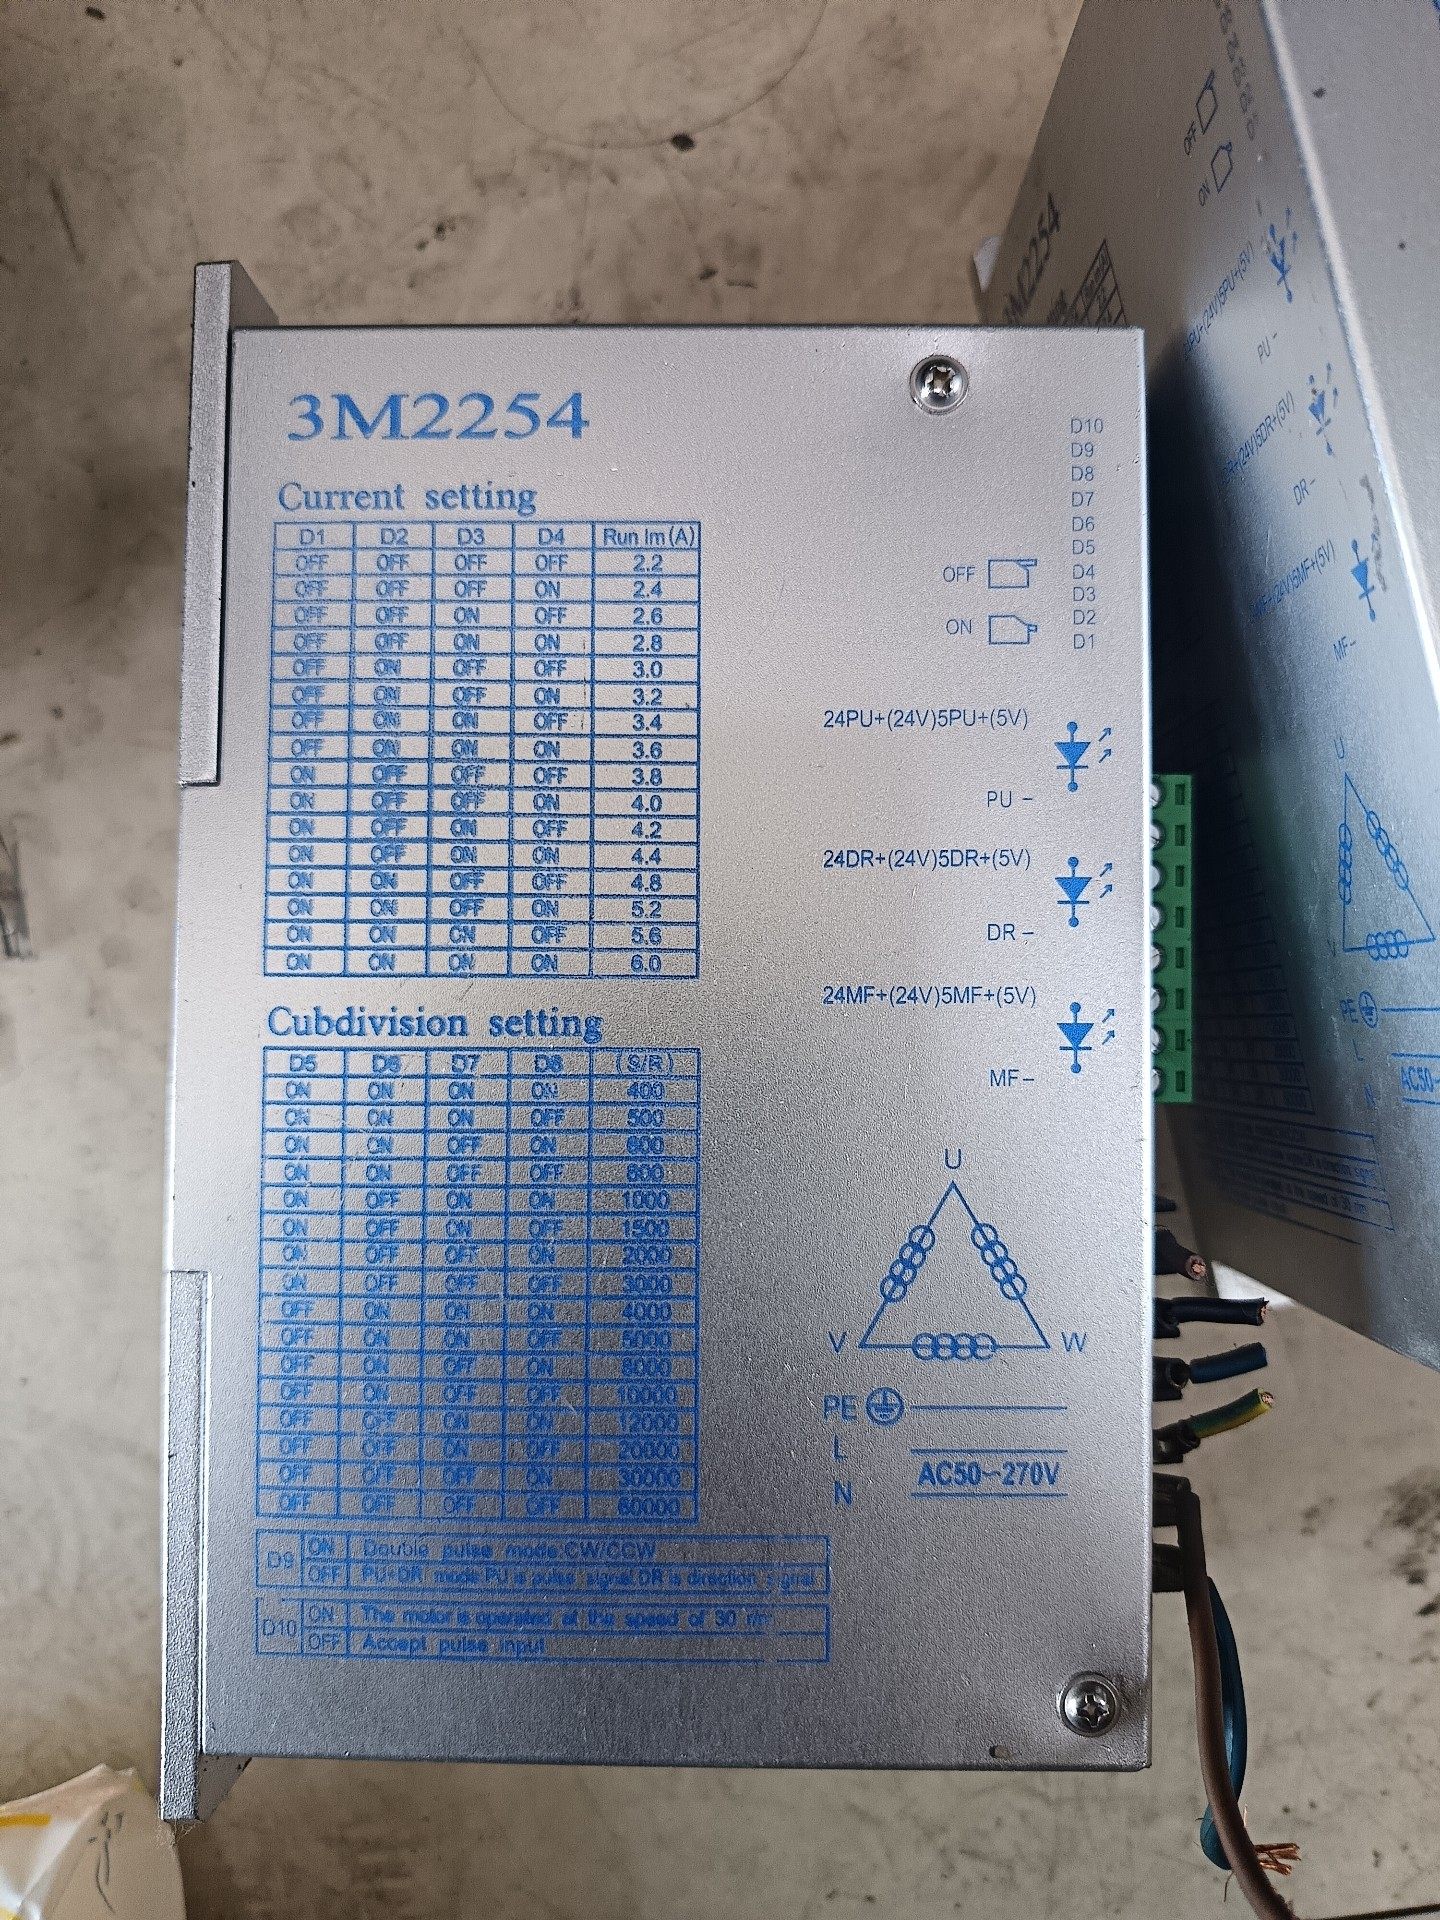 3M2254
Current setting
D1 D2 D3 D4 Run Im(A)
OFF OFF OFF OFF 2.2
OFF OFF OFF ON 2.4
OFF OFF ON OFF 2.6
OFF OFF ON ON 2.8
OFF ON OFF OFF 3.0
OFF ON OFF ON 3.2
OFF ON ON OFF 3.4
OFF ON ON ON 3.6
ON OFF OFF OFF 3.8
ON OFF OFF ON 4.0
ON OFF ON OFF 4.2
ON OFF ON ON 4.4
ON ON OFF OFF 4.8
ON ON OFF ON 5.2
ON ON ON OFF 5.6
ON ON ON ON 6.0
Cubdivision setting
D5 D6 D7 D8 (S/R)
ON ON ON ON 400
ON ON ON OFF 500
ON ON OFF ON 600
ON ON OFF OFF 800
ON OFF ON ON 1000
ON OFF ON OFF 1500
ON OFF OFF ON 2000
ON OFF OFF OFF 3000
OFF ON ON ON 4000
OFF ON ON OFF 5000
OFF ON OFF ON 6000
OFF ON OFF OFF 10000
OFF OFF ON ON 12000
OFF OFF ON OFF 20000
OFF OFF OFF ON 30000
OFF OFF OFF OFF 60000
D9 ON Double pulse mode:CW/CCW
OFF PU+DR mode PU is pulse signal,DR is direction signal
D10 ON The motor is operated at the speed of 30
OFF Accept pulse input
D10
D9
D8
D7
D6
D5
D4
D3
D2
D1
OFF
ON
24PU+(24V)5PU+(5V)
PU -
24DR+(24V)5DR+(5V)
DR -
24MF+(24V)5MF+(5V)
MF-
U
V W
PE
L
AC50~270V
N
3M2254
OFF
ON
PU+(24V)5PU+(5V)
PU -
DR+(24V)5DR+(5V)
DR -
MF+(24V)5MF+(5V)
MF-
U
V
PE
L
AC50~
N